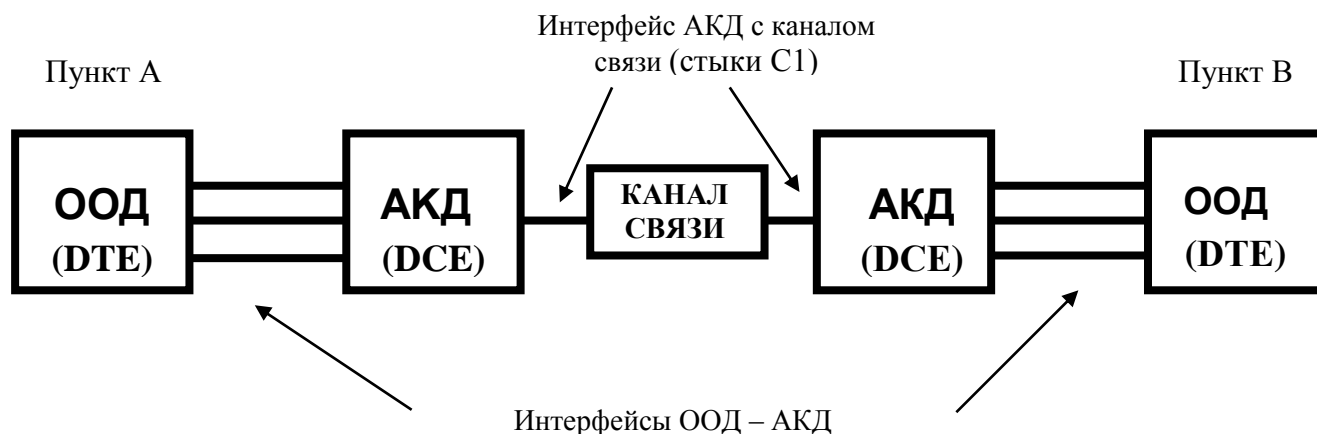 Интерфейс АКД с каналом
связи (стыки С1)
Пункт А
Пункт В
ООД
(DTE)
АКД
(DCE)
КАНАЛ
СВЯЗИ
АКД
(DCE)
ООД
(DTE)
Интерфейсы ООД – АКД